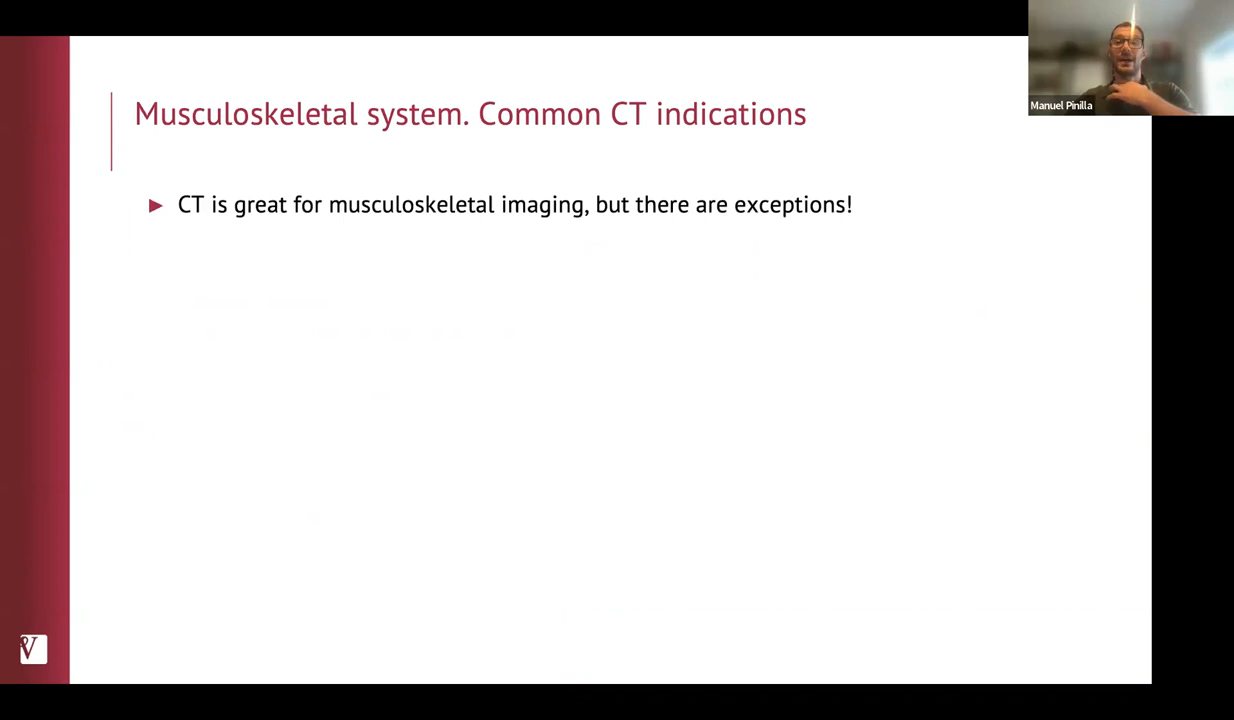 Manuel Pinilla
Musculoskeletal system. Common CT indications
► CT is great for musculoskeletal imaging, but there are exceptions!
V